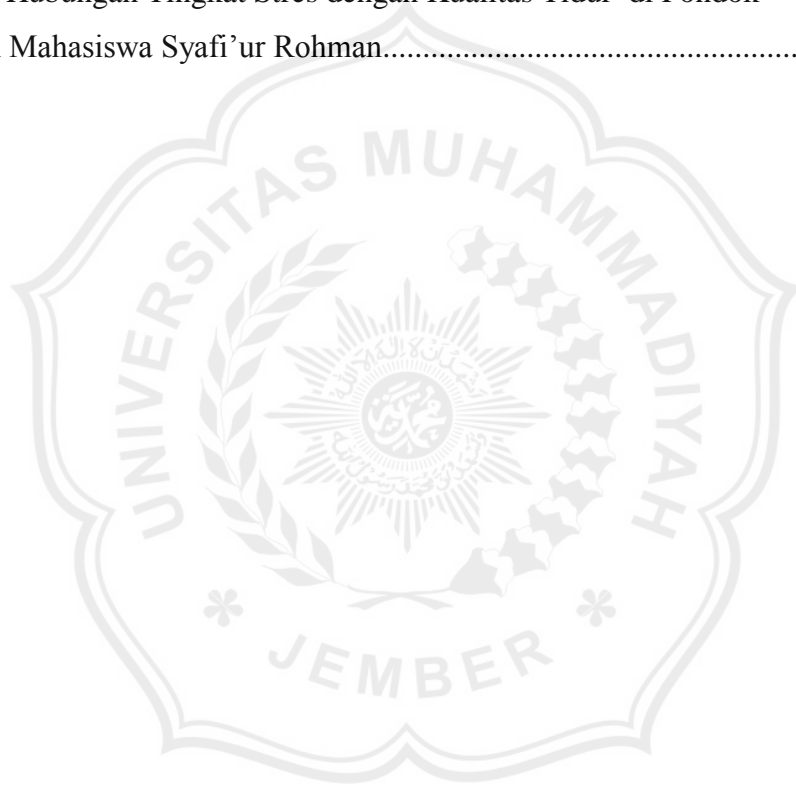 Hubungan Tingkat Stres dengan Kualitas Tidur di Pondok
Mahasiswa Syafi’ur Rohman....................................................
UNIVERSITAS MUHAMMADIYAH
JEMBER